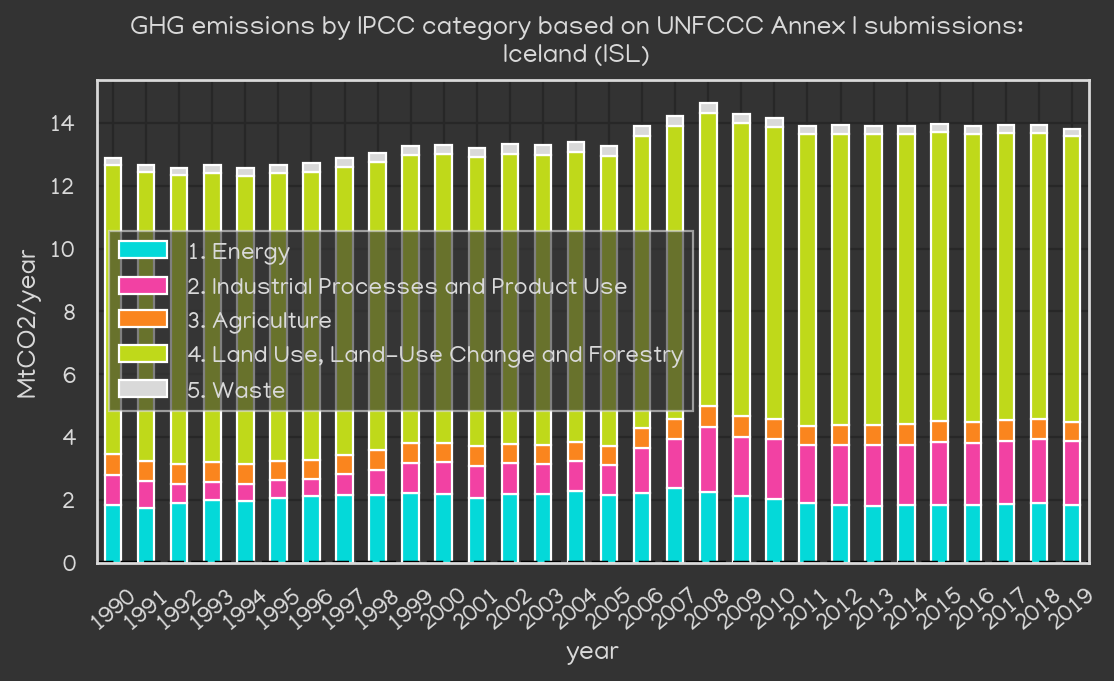 GHG emissions by IPCC category based on UNFCCC Annex I submissions:
Iceland (ISL)
MtCO2/year
14
12
10
8
6
4
2
0
1. Energy
2. Industrial Processes and Product Use
3. Agriculture
4. Land Use, Land-Use Change and Forestry
5. Waste
1990 1991 1992 1993 1994 1995 1996 1997 1998 1999 2000 2001 2002 2003 2004 2005 2006 2007 2008 2009 2010 2011 2012 2013 2014 2015 2016 2017 2018 2019
year